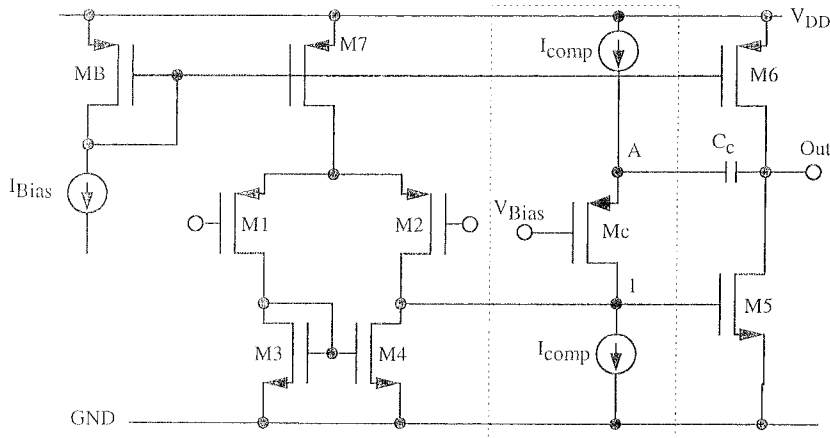 V_DD
I_comp
M7
MB
M6
A
C_c
Out
I_Bias
V_Bias
M1
M2
Mc
1
M5
M3
M4
I_comp
GND